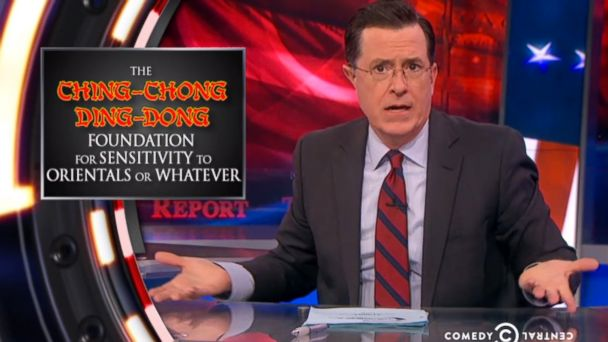 THE
CHING-CHONG
DING-DONG
FOUNDATION
FOR SENSITIVITY TO
ORIENTALS OR WHATEVER
REPORT
COMEDY CENTRAL